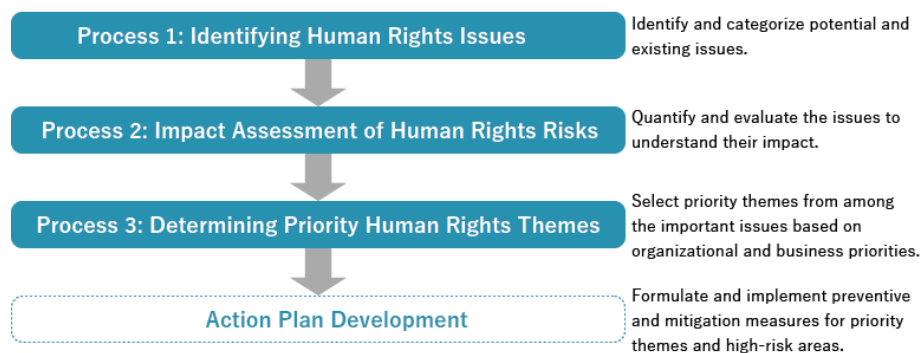 Process 1: Identifying Human Rights Issues
Identify and categorize potential and
existing issues.
Process 2: Impact Assessment of Human Rights Risks
Quantify and evaluate the issues to
understand their impact.
Process 3: Determining Priority Human Rights Themes
Select priority themes from among
the important issues based on
organizational and business priorities.
Action Plan Development
Formulate and implement preventive
and mitigation measures for priority
themes and high-risk areas.